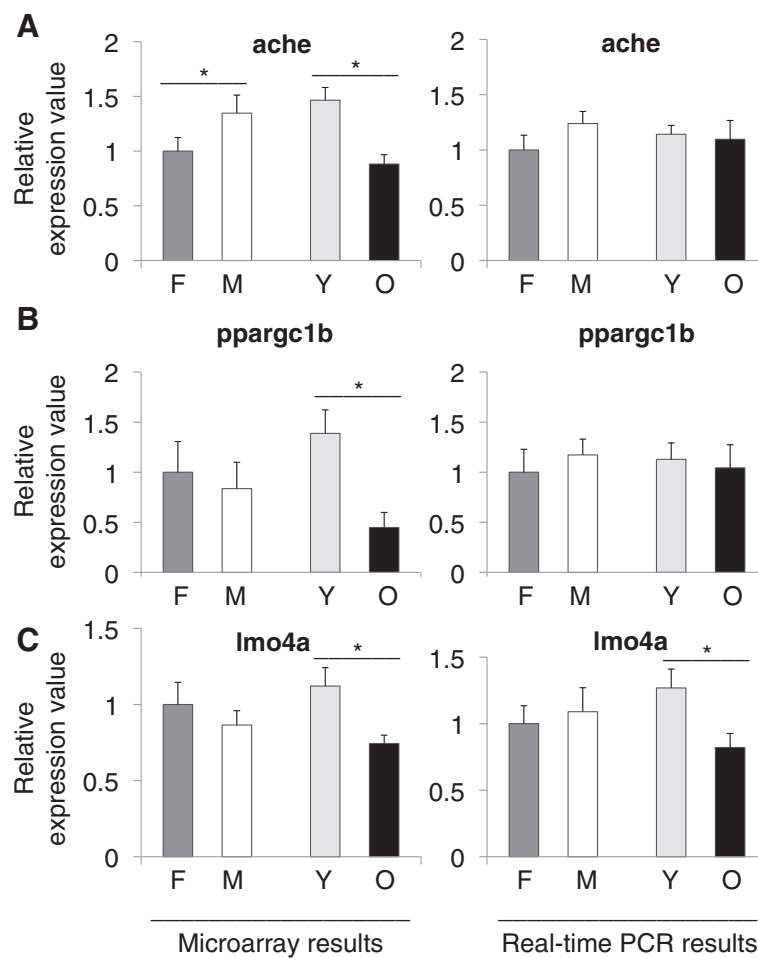 A
ache
ache
Relative
expression value
2
1.5
1
0.5
0
*
*
F M Y O
2
1.5
1
0.5
0
F M Y O
B
ppargc1b
ppargc1b
Relative
expression value
2
1.5
1
0.5
0
*
F M Y O
2
1.5
1
0.5
0
F M Y O
C
lmo4a
lmo4a
Relative
expression value
1.5
1
0.5
0
*
F M Y O
1.5
1
0.5
0
*
F M Y O
Microarray results
Real-time PCR results